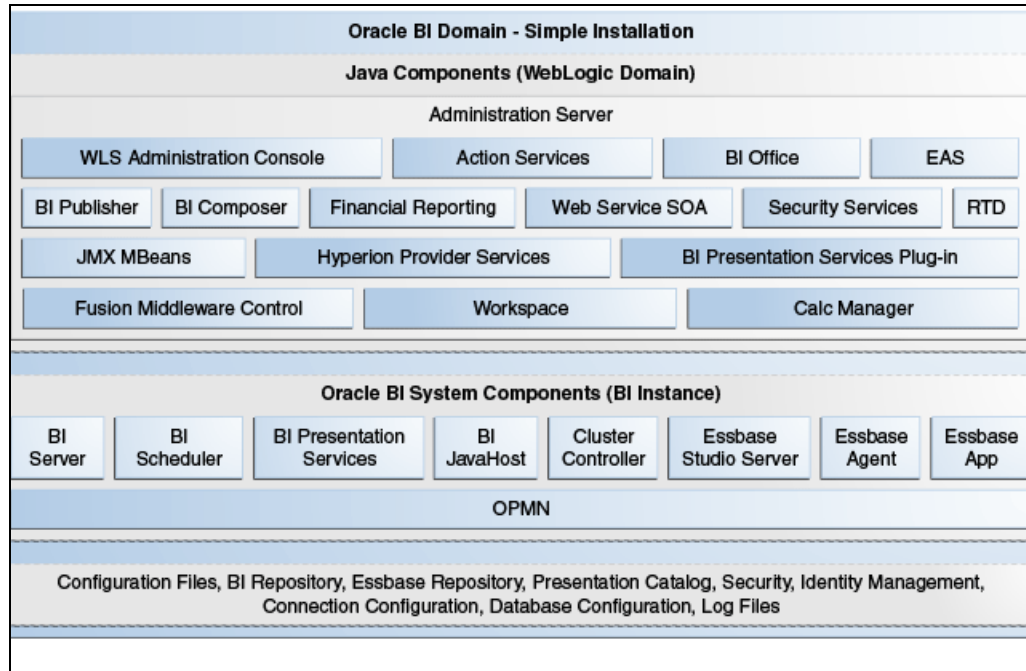 Oracle BI Domain - Simple Installation
Java Components (WebLogic Domain)
Administration Server
WLS Administration Console Action Services BI Office EAS
BI Publisher BI Composer Financial Reporting Web Service SOA Security Services RTD
JMX MBeans Hyperion Provider Services BI Presentation Services Plug-in
Fusion Middleware Control Workspace Calc Manager
Oracle BI System Components (BI Instance)
BI Server
BI Scheduler
BI Presentation Services
BI JavaHost
Cluster Controller
Essbase Studio Server
Essbase Agent
Essbase App
OPMN
Configuration Files, BI Repository, Essbase Repository, Presentation Catalog, Security, Identity Management,
Connection Configuration, Database Configuration, Log Files